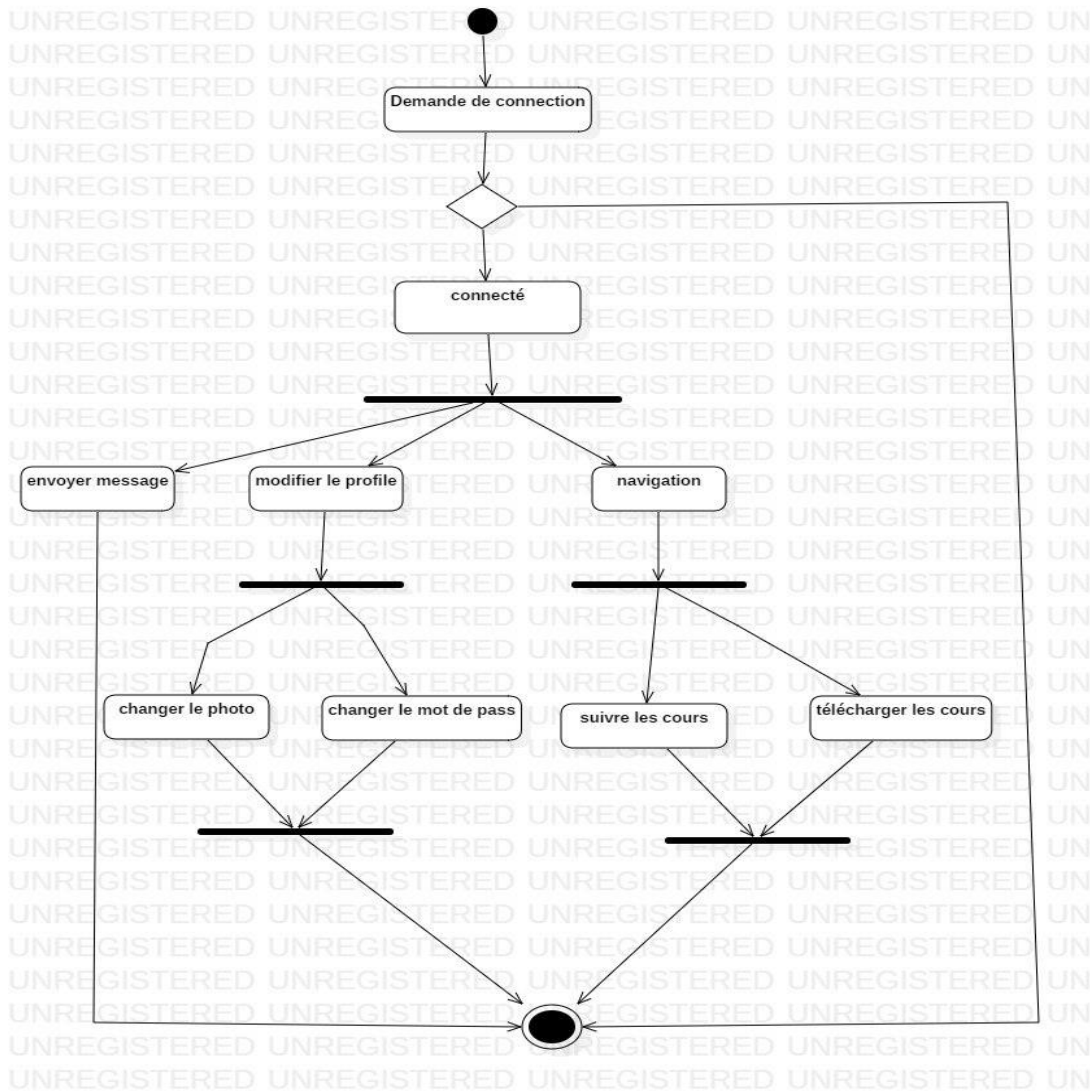 Demande de connection
connecté
envoyer message
modifier le profile
navigation
changer le photo
changer le mot de pass
suivre les cours
télécharger les cours
UNREGISTERED